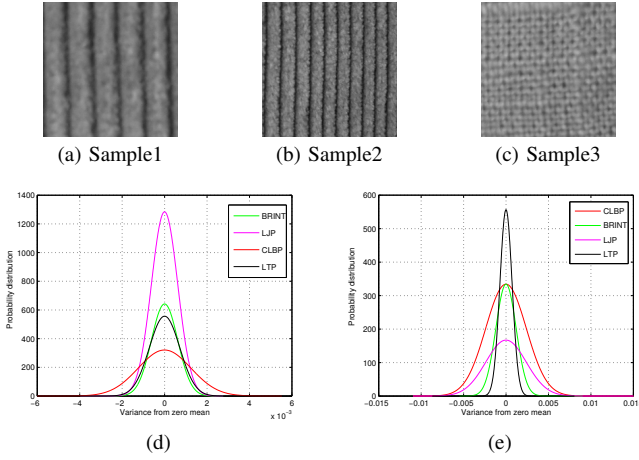 (a) Sample1
(b) Sample2
(c) Sample3
1400
1200
1000
800
600
400
200
0
−6
−4
−2
0
2
4
6
x 10⁻³
Probability distribution
Variance from zero mean
BRINT
LJP
CLBP
LTP
(d)
600
500
400
300
200
100
0
−0.015
−0.01
−0.005
0
0.005
0.01
0.01
Probability distribution
Variance from zero mean
CLBP
BRINT
LJP
LTP
(e)